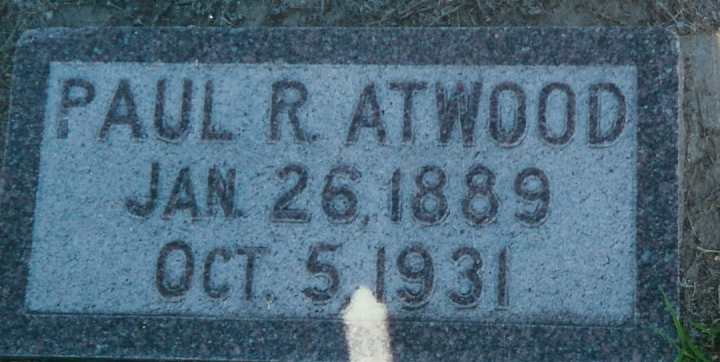 PAUL R. ATWOOD
JAN. 26, 1889
OCT. 5, 1931